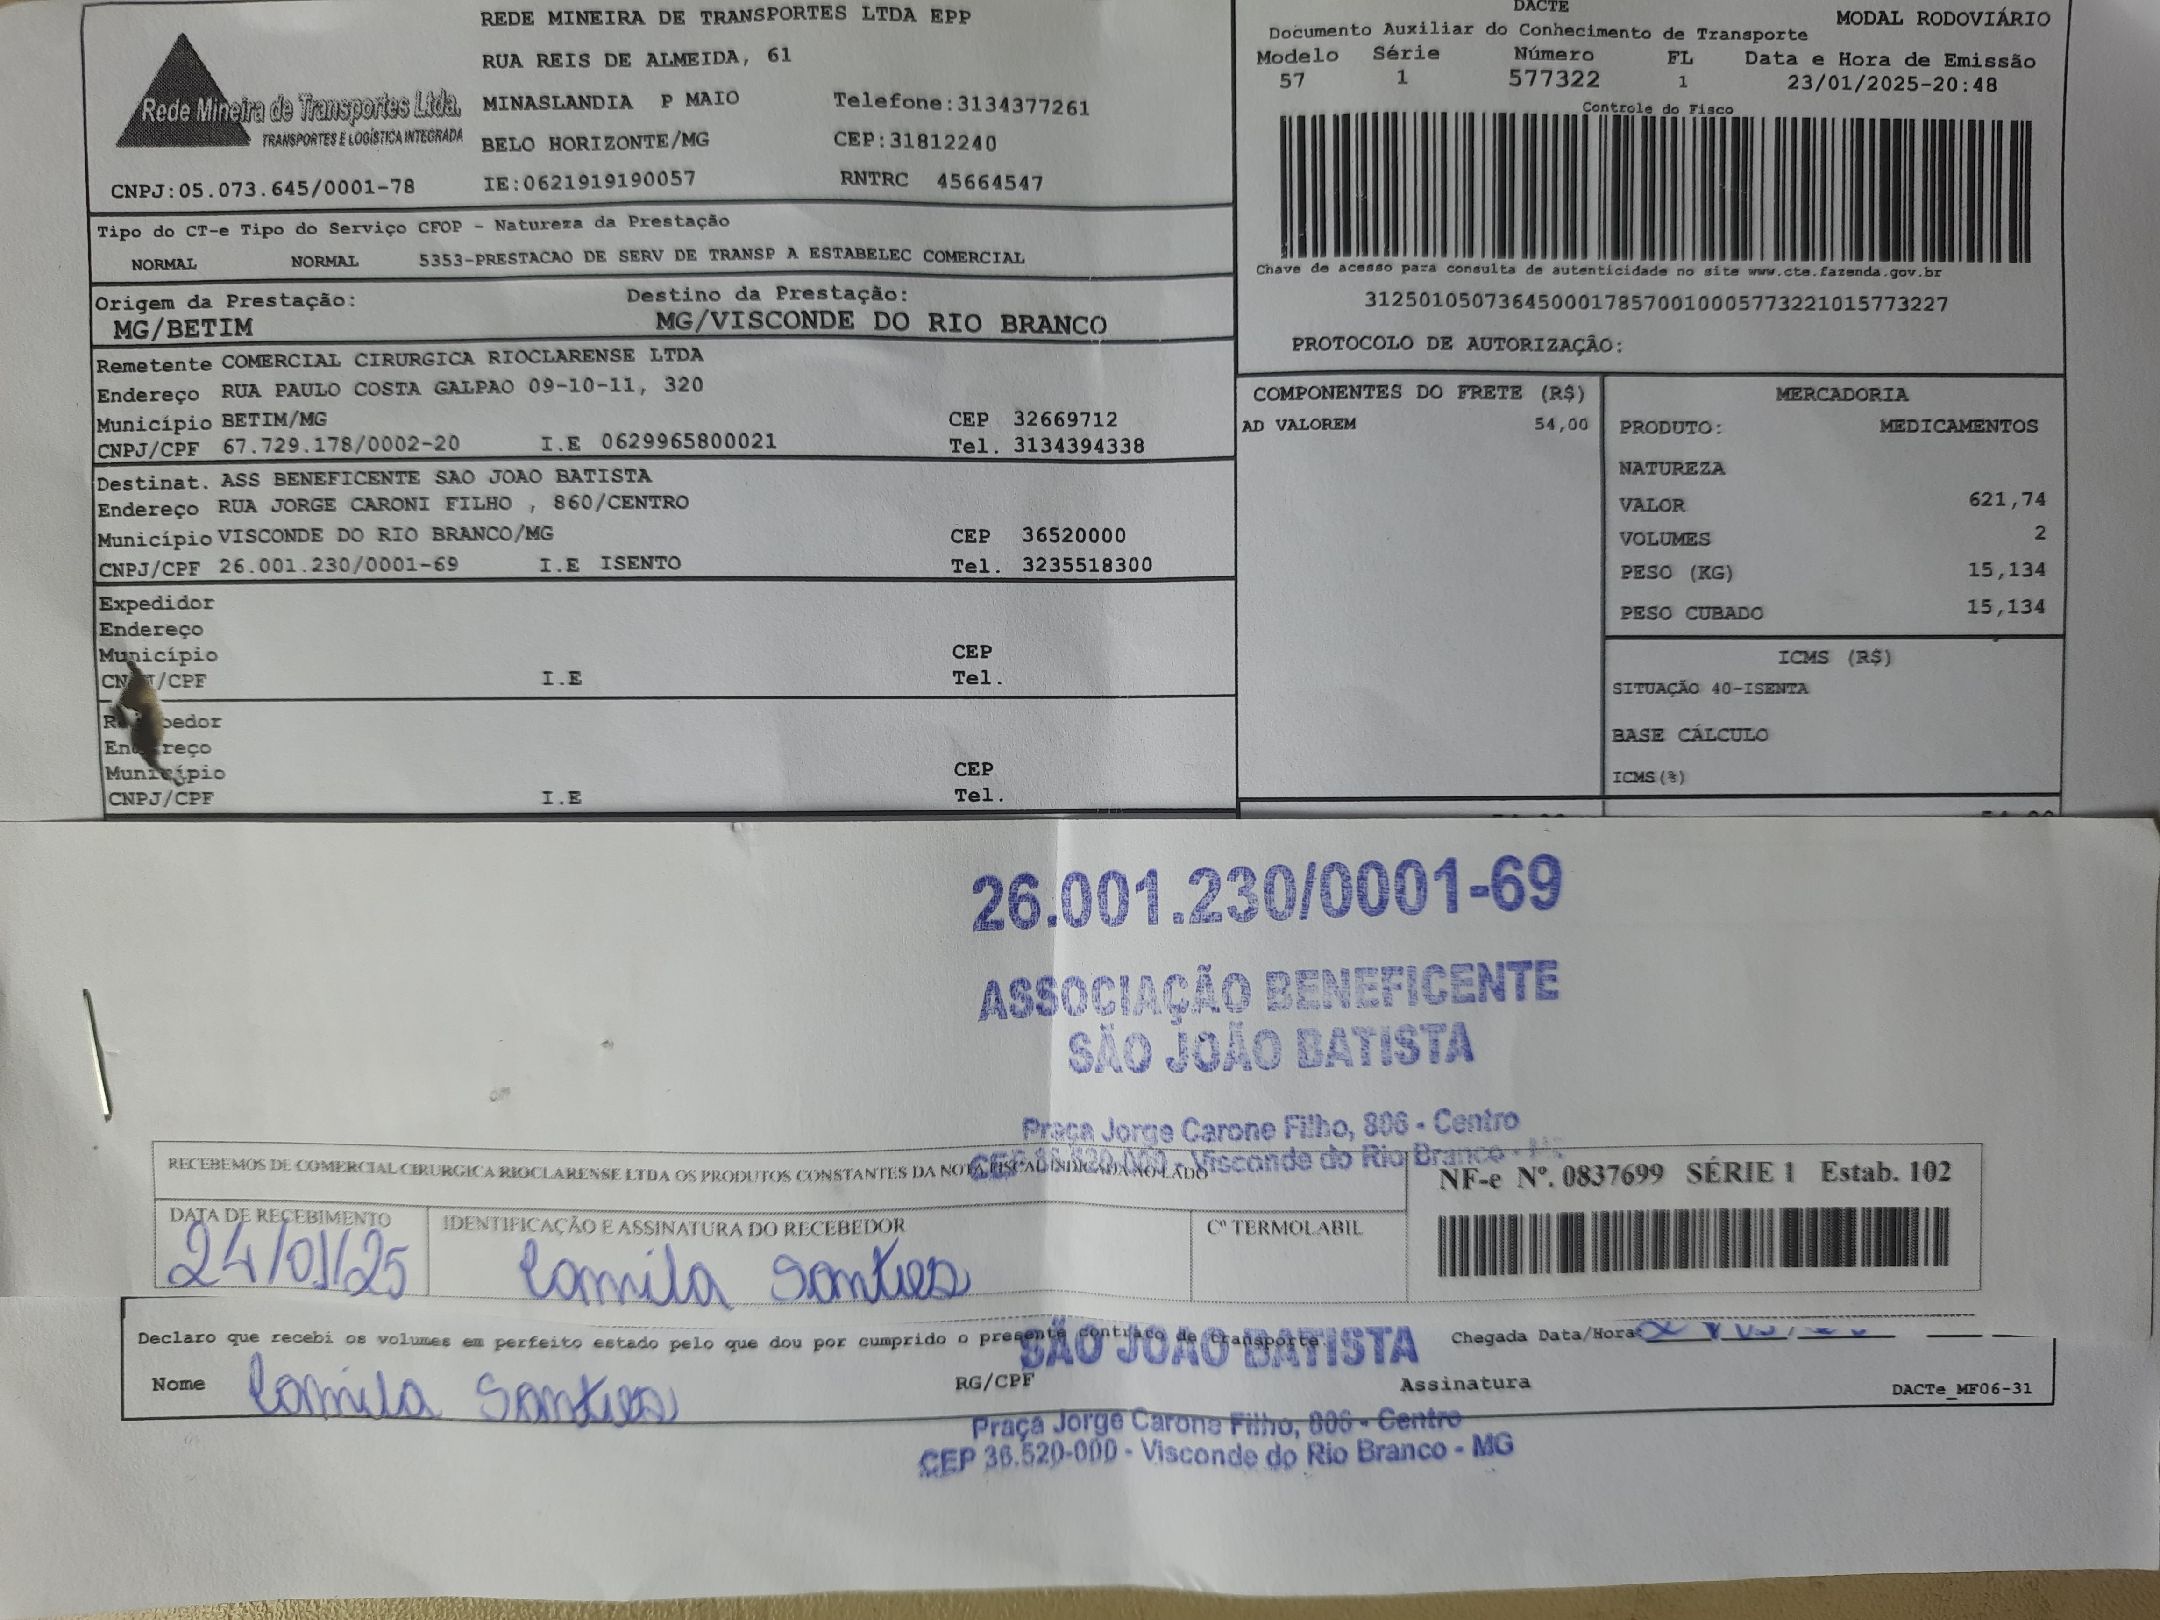 Rede Mineira de Transportes Ltda.
TRANSPORTES E LOGÍSTICA INTEGRADA
CNPJ:05.073.645/0001-78
REDE MINEIRA DE TRANSPORTES LTDA EPP
RUA REIS DE ALMEIDA, 61
MINASLANDIA P MAIO Telefone:3134377261
BELO HORIZONTE/MG CEP:31812240
IE:0621919190057 RNTRC 45664547
DACTE MODAL RODOVIÁRIO
Documento Auxiliar do Conhecimento de Transporte
Modelo Série Número FL Data e Hora de Emissão
57 1 577322 1 23/01/2025-20:48
Controle do Fisco
Chave de acesso para consulta de autenticidade no site www.cte.fazenda.gov.br
31250105073645000178570010005773221015773227
PROTOCOLO DE AUTORIZAÇÃO:
Tipo do CT-e Tipo do Serviço CFOP - Natureza da Prestação
NORMAL NORMAL 5353-PRESTACAO DE SERV DE TRANSP A ESTABELEC COMERCIAL
Origem da Prestação: Destino da Prestação:
MG/BETIM MG/VISCONDE DO RIO BRANCO
Remetente COMERCIAL CIRURGICA RIOCLARENSE LTDA
Endereço RUA PAULO COSTA GALPAO 09-10-11, 320
Município BETIM/MG CEP 32669712
CNPJ/CPF 67.729.178/0002-20 I.E 0629965800021 Tel. 3134394338
Destinat. ASS BENEFICENTE SAO JOAO BATISTA
Endereço RUA JORGE CARONI FILHO , 860/CENTRO
Município VISCONDE DO RIO BRANCO/MG CEP 36520000
CNPJ/CPF 26.001.230/0001-69 I.E ISENTO Tel. 3235518300
Expedidor
Endereço
Município CEP
CNPJ/CPF I.E Tel.
Recebedor
Endereço
Município CEP
CNPJ/CPF I.E Tel.
COMPONENTES DO FRETE (R$)
AD VALOREM 54,00
MERCADORIA
PRODUTO: MEDICAMENTOS
NATUREZA
VALOR 621,74
VOLUMES 2
PESO (KG) 15,134
PESO CUBADO 15,134
ICMS (R$)
SITUAÇÃO 40-ISENTA
BASE CÁLCULO
ICMS(%)
26.001.230/0001-69
ASSOCIAÇÃO BENEFICENTE
SÃO JOÃO BATISTA
Praça Jorge Carone Filho, 806 - Centro
CEP 36.520-000 - Visconde do Rio Branco - MG
RECEBEMOS DE COMERCIAL CIRURGICA RIOCLARENSE LTDA OS PRODUTOS CONSTANTES DA NOTA FISCAL INDICADA AO LADO
NF-e Nº. 0837699 SÉRIE 1 Estab. 102
DATA DE RECEBIMENTO IDENTIFICAÇÃO E ASSINATURA DO RECEBEDOR Cº TERMOLABIL
24/01/25 Camila Santos
Declaro que recebi os volumes em perfeito estado pelo que dou por cumprido o presente contraco de transporte. Chegada Data/Hora
SÃO JOÃO BATISTA
Nome Camila Santos RG/CPF Assinatura DACTe_MF06-31
Praça Jorge Carone Filho, 806 - Centro
CEP 36.520-000 - Visconde do Rio Branco - MG